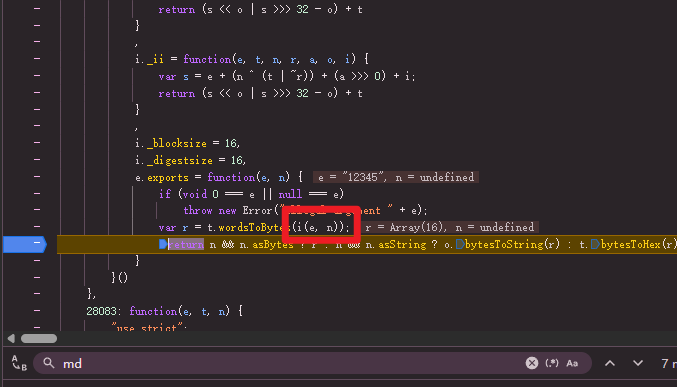 return (s << o | s >>> 32 - o) + t
}
,
i._ii = function(e, t, n, r, a, o, i) {
var s = e + (n ^ (t | ~r)) + (a >>> 0) + i;
return (s << o | s >>> 32 - o) + t
}
,
i._blocksize = 16,
i._digestsize = 16,
e.exports = function(e, n) { e = "12345", n = undefined
if (void 0 === e || null === e)
throw new Error(" argument " + e);
var r = t.wordsToBytes(i(e, n)); r = Array(16), n = undefined
return n && n.asBytes ? r : n && n.asString ? o.bytesToString(r) : t.bytesToHex(r)
}
}()
},
28083: function(e, t, n) {
"use strict";
A B md (.*) Aa 7